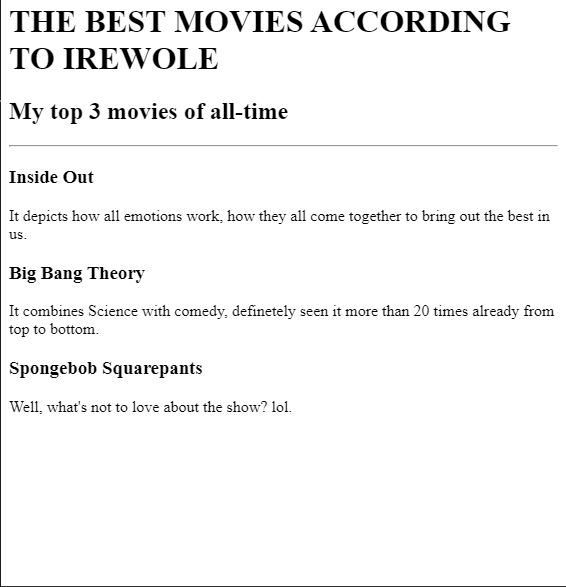 THE BEST MOVIES ACCORDING
TO IREWOLE
My top 3 movies of all-time
Inside Out
It depicts how all emotions work, how they all come together to bring out the best in
us.
Big Bang Theory
It combines Science with comedy, definetely seen it more than 20 times already from
top to bottom.
Spongebob Squarepants
Well, what's not to love about the show? lol.